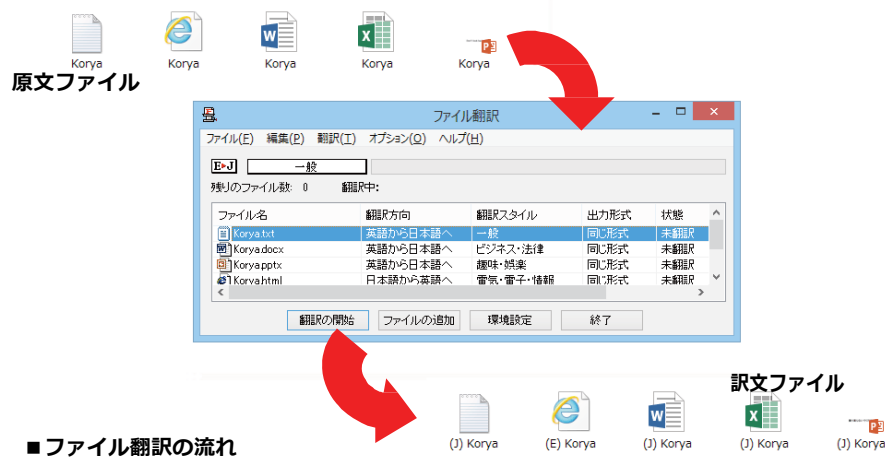 Korya Korya Korya Korya Korya
原文ファイル
ファイル翻訳
ファイル(F) 編集(P) 翻訳(T) オプション(O) ヘルプ(H)
E▸J 一般
残りのファイル数: 0 翻訳中:
ファイル名 翻訳方向 翻訳スタイル 出力形式 状態
Korya.txt 英語から日本語へ 一般 同じ形式 未翻訳
Korya.docx 英語から日本語へ ビジネス・法律 同じ形式 未翻訳
Korya.pptx 英語から日本語へ 趣味・娯楽 同じ形式 未翻訳
Korya.html 日本語から英語へ 電気・電子・情報 同じ形式 未翻訳
翻訳の開始 ファイルの追加 環境設定 終了
訳文ファイル
(J) Korya (E) Korya (J) Korya (J) Korya (J) Korya
■ファイル翻訳の流れ